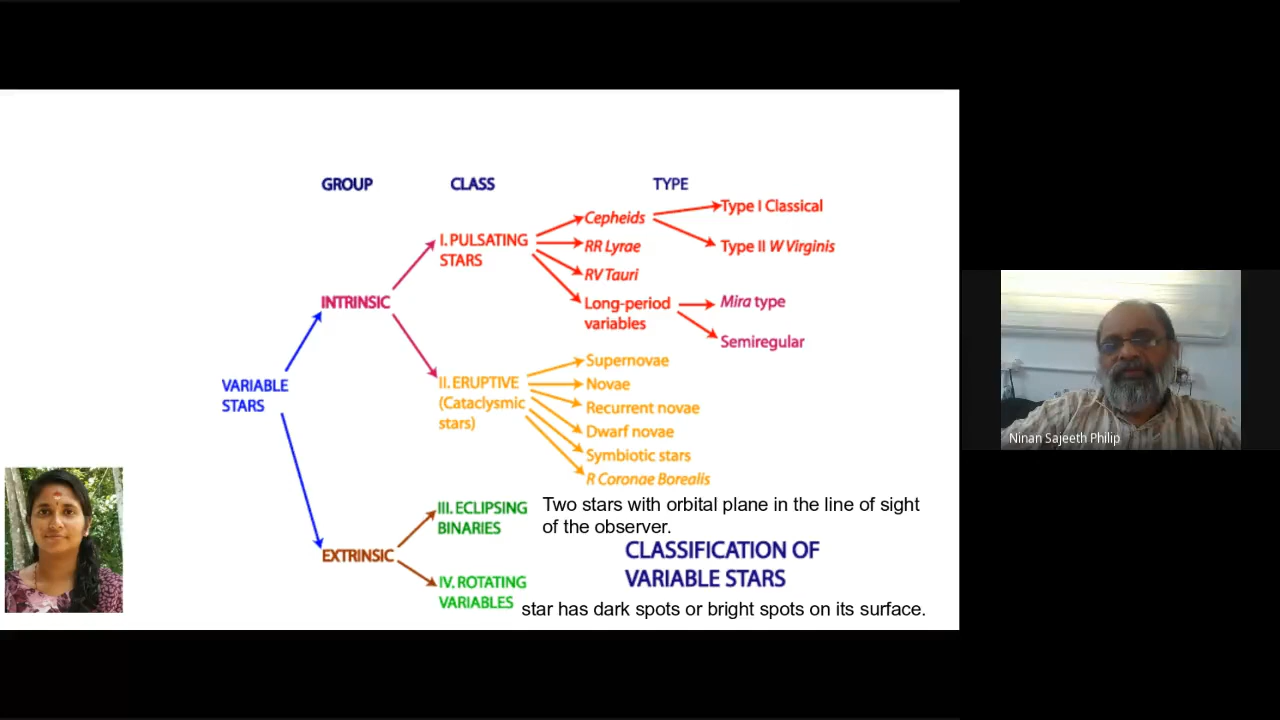 GROUP CLASS TYPE
I. PULSATING
STARS
Cepheids
Type I Classical
Type II W Virginis
RR Lyrae
RV Tauri
Long-period
variables
Mira type
Semiregular
INTRINSIC
II. ERUPTIVE
(Cataclysmic
stars)
Supernovae
Novae
Recurrent novae
Dwarf novae
Symbiotic stars
R Coronae Borealis
VARIABLE
STARS
III. ECLIPSING
BINARIES
Two stars with orbital plane in the line of sight
of the observer.
EXTRINSIC
CLASSIFICATION OF
VARIABLE STARS
IV. ROTATING
VARIABLES
star has dark spots or bright spots on its surface.
Ninan Sajeeth Philip